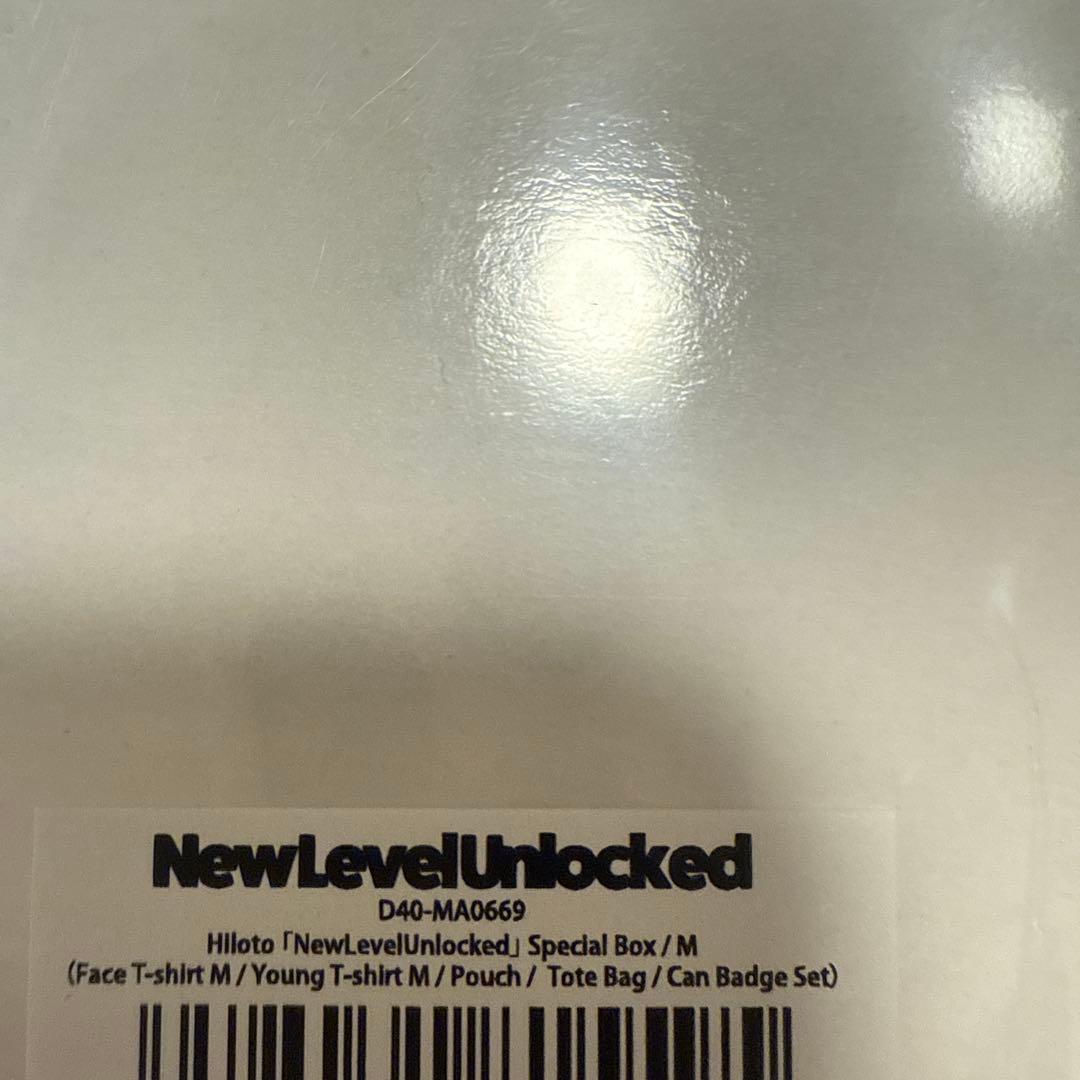 NewLevelUnlocked
D40-MA0669
Hiloto「NewLevelUnlocked」Special Box / M
(Face T-shirt M / Young T-shirt M / Pouch / Tote Bag / Can Badge Set)